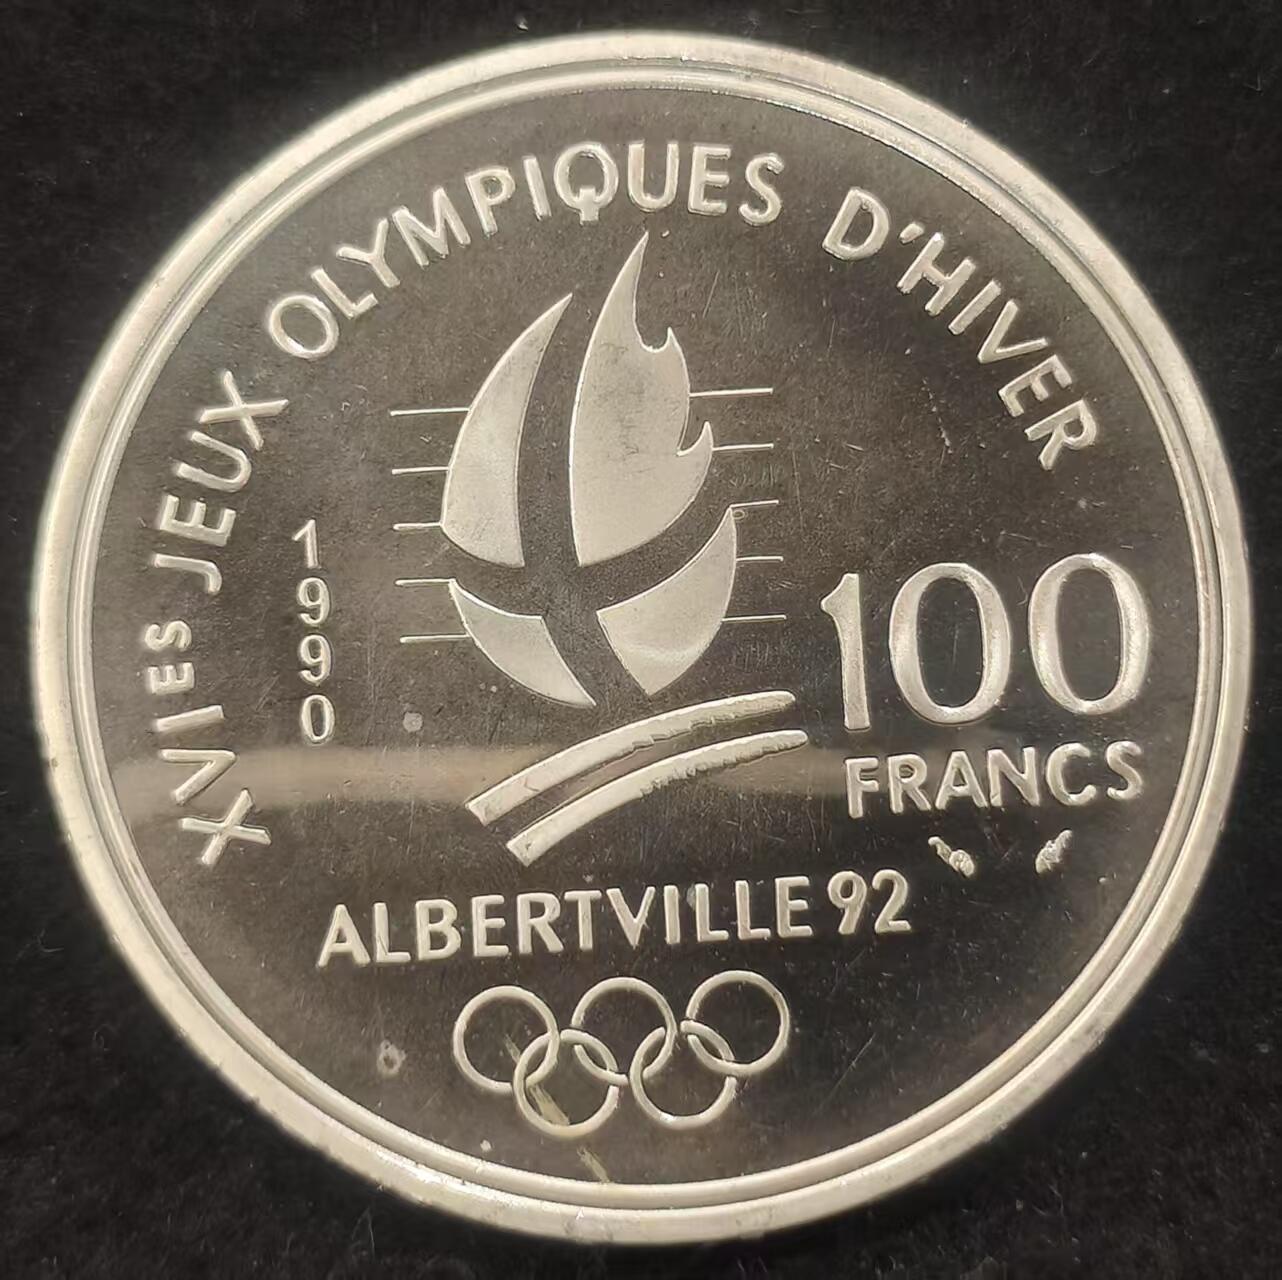 XVIES JEUX OLYMPIQUES D'HIVER
1990
100
FRANCS
ALBERTVILLE 92